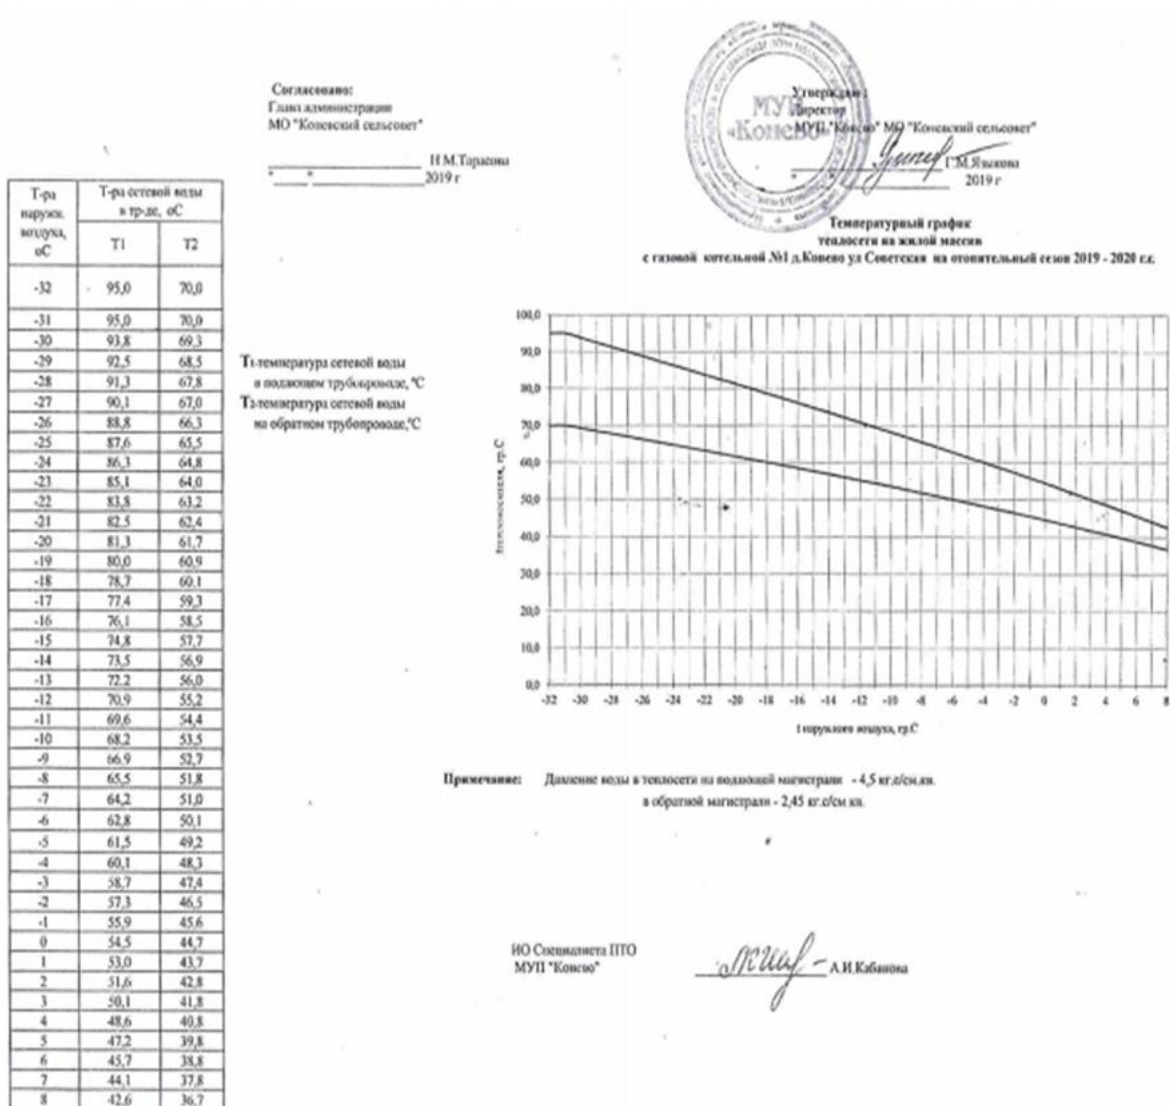 Согласовано:
Глава администрации
МО "Коневский сельсовет"
Н М.Тарасова
" " 2019 г
МУП
«Конево»
Утверждаю:
Директор
МУП "Конево" МО "Коневский сельсовет"
Г.М.Языкова
2019 г
Температурный график
теплосети на жилой массив
с газовой котельной №1 д.Конево ул Советская на отопительный сезон 2019 - 2020 г.г.
Т-ра наружн. воздуха, оС
Т-ра сетевой воды в тр-де, оС
Т1 Т2
-32 95,0 70,0
-31 95,0 70,0
-30 93,8 69,3
-29 92,5 68,5
-28 91,3 67,8
-27 90,1 67,0
-26 88,8 66,3
-25 87,6 65,5
-24 86,3 64,8
-23 85,1 64,0
-22 83,8 63,2
-21 82,5 62,4
-20 81,3 61,7
-19 80,0 60,9
-18 78,7 60,1
-17 77,4 59,3
-16 76,1 58,5
-15 74,8 57,7
-14 73,5 56,9
-13 72,2 56,0
-12 70,9 55,2
-11 69,6 54,4
-10 68,2 53,5
-9 66,9 52,7
-8 65,5 51,8
-7 64,2 51,0
-6 62,8 50,1
-5 61,5 49,2
-4 60,1 48,3
-3 58,7 47,4
-2 57,3 46,5
-1 55,9 45,6
0 54,5 44,7
1 53,0 43,7
2 51,6 42,8
3 50,1 41,8
4 48,6 40,8
5 47,2 39,8
6 45,7 38,8
7 44,1 37,8
8 42,6 36,7
Т1-температура сетевой воды
в подающем трубопроводе, °С
Т2-температура сетевой воды
на обратном трубопроводе,°С
tтеплоносителя, гр.С
100,0
90,0
80,0
70,0
60,0
50,0
40,0
30,0
20,0
10,0
0,0
-32 -30 -28 -26 -24 -22 -20 -18 -16 -14 -12 -10 -8 -6 -4 -2 0 2 4 6 8
t наружного воздуха, гр.С
Примечание: Давление воды в теплосети на подающей магистрали - 4,5 кг.с/см.кв.
в обратной магистрали - 2,45 кг.с/см кв.
ИО Специалиста ПТО
МУП "Конево"
А.И.Кабанова